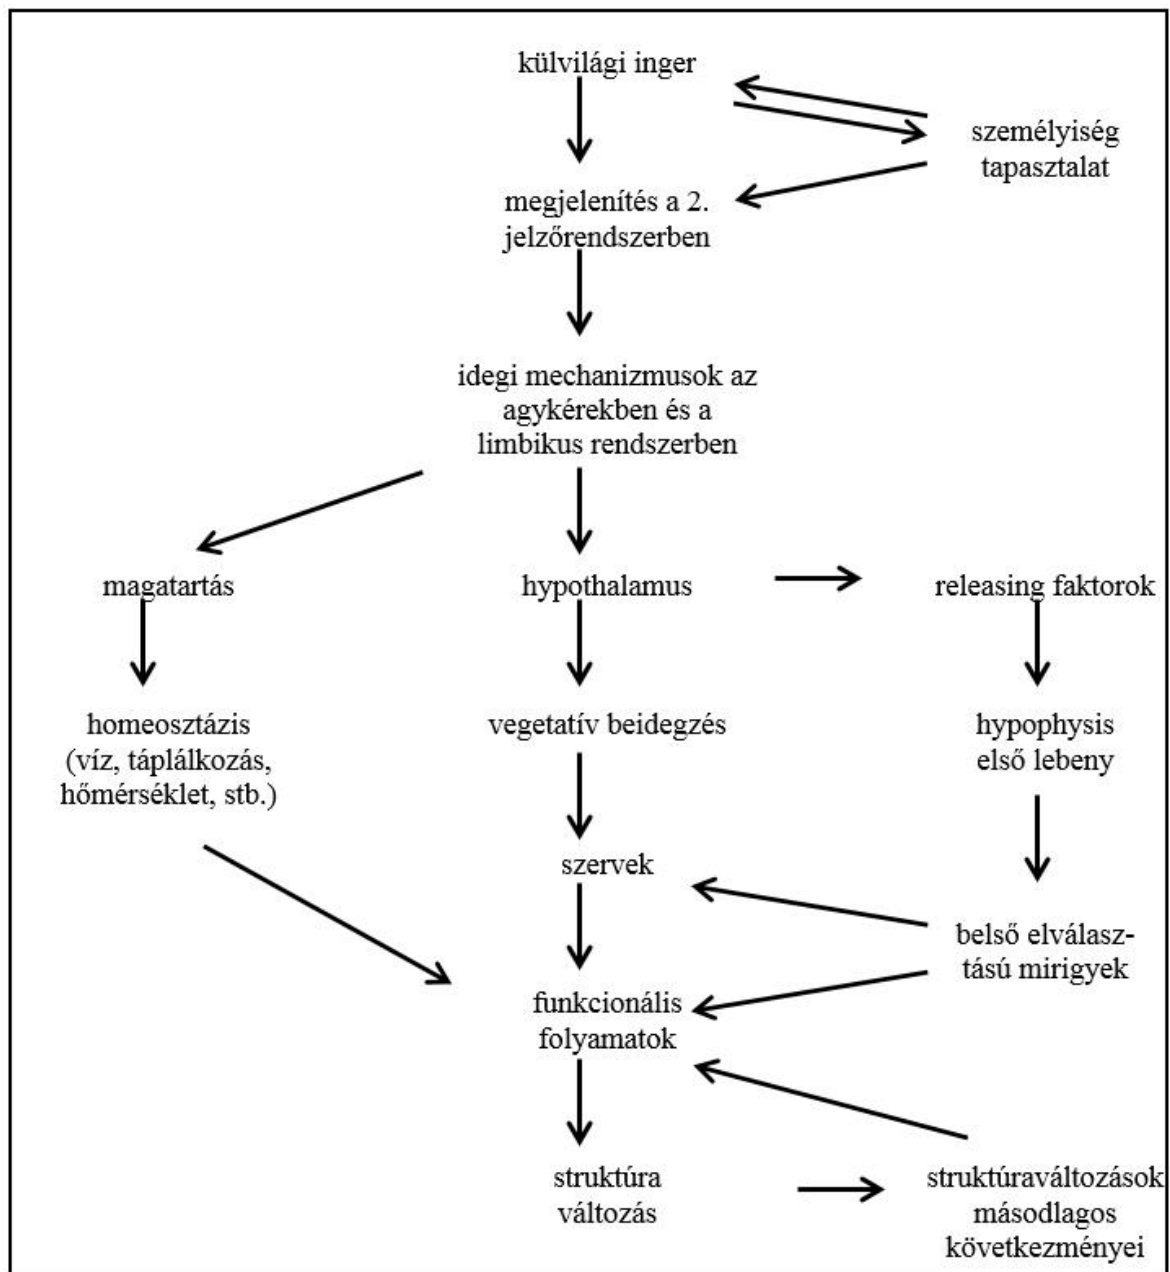 külvilági inger
személyiség
tapasztalat
megjelenítés a 2.
jelzőrendszerben
idegi mechanizmusok az
agykérekben és a
limbikus rendszerben
magatartás
hypothalamus
releasing faktorok
homeosztázis
(víz, táplálkozás,
hőmérséklet, stb.)
vegetatív beidegzés
hypophysis
első lebeny
szervek
belső elválasz-
tású mirigyek
funkcionális
folyamatok
struktúra
változás
struktúraváltozások
másodlagos
következményei